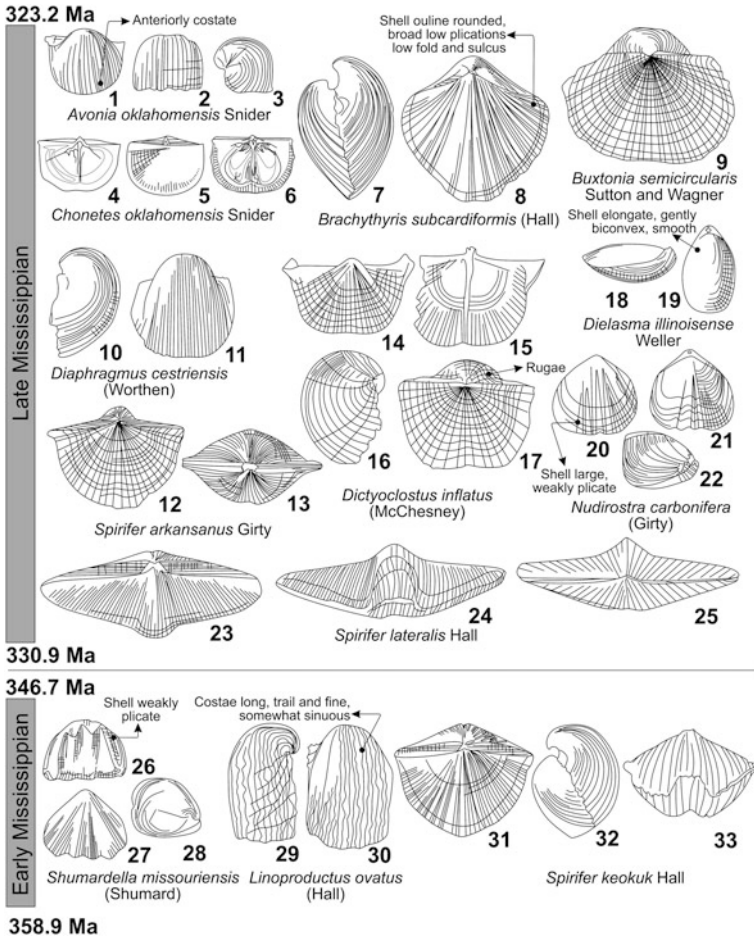 323.2 Ma
Late Mississippian
Anteriorly costate
1
2
3
Avonia oklahomensis Snider
4
5
6
Chonetes oklahomensis Snider
Shell ouline rounded,
broad low plications
low fold and sulcus
7
8
Brachythyris subcardiformis (Hall)
9
Buxtonia semicircularis
Sutton and Wagner
10
11
Diaphragmus cestriensis
(Worthen)
14
15
Rugae
16
17
Dictyoclostus inflatus
(McChesney)
Shell elongate, gently
biconvex, smooth
18
19
Dielasma illinoisense
Weller
20
21
22
Shell large,
weakly plicate
Nudirostra carbonifera
(Girty)
12
13
Spirifer arkansanus Girty
23
24
25
Spirifer lateralis Hall
330.9 Ma
346.7 Ma
Early Mississippian
Shell weakly
plicate
26
27
28
Shumardella missouriensis
(Shumard)
Costae long, trail and fine,
somewhat sinuous
29
30
Linoproductus ovatus
(Hall)
31
32
33
Spirifer keokuk Hall
358.9 Ma